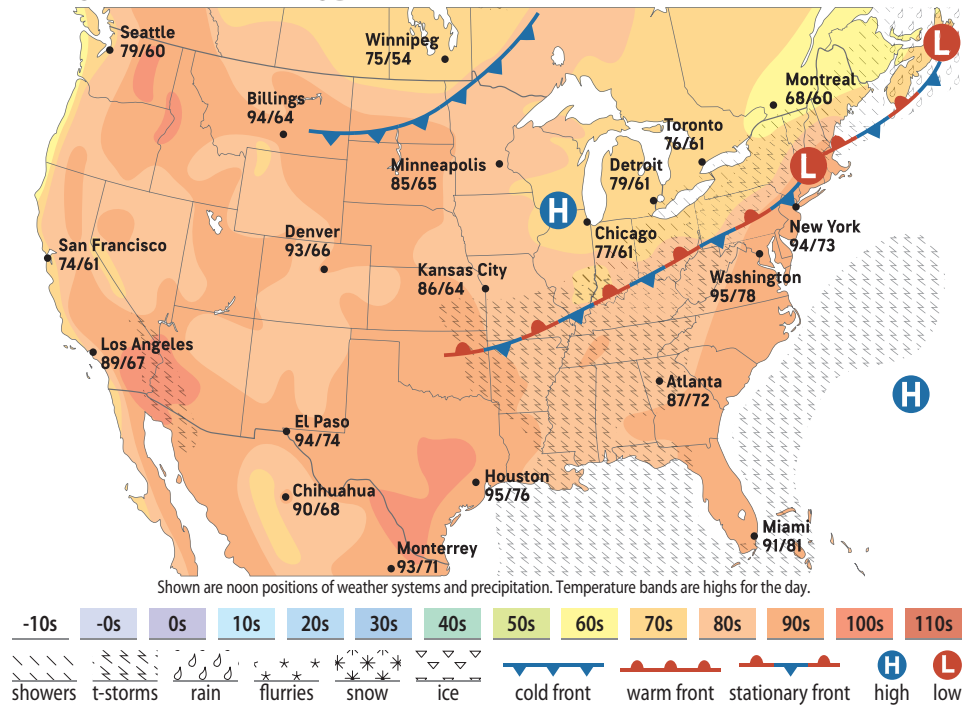 Seattle
79/60
Winnipeg
75/54
L
Montreal
68/60
Billings
94/64
Toronto
76/61
Minneapolis
85/65
Detroit
79/61
L
H
San Francisco
74/61
Denver
93/66
Chicago
77/61
New York
94/73
Kansas City
86/64
Washington
95/78
Los Angeles
89/67
Atlanta
87/72
H
El Paso
94/74
Chihuahua
90/68
Houston
95/76
Miami
91/81
Monterrey
93/71
Shown are noon positions of weather systems and precipitation. Temperature bands are highs for the day.
-10s -0s 0s 10s 20s 30s 40s 50s 60s 70s 80s 90s 100s 110s
H L
showers t-storms rain flurries snow ice cold front warm front stationary front high low